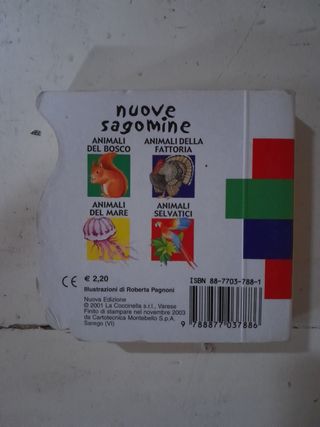 nuove
sagomine
ANIMALI
DEL BOSCO
ANIMALI DELLA
FATTORIA
ANIMALI
DEL MARE
ANIMALI
SELVATICI
CE € 2,20
Illustrazioni di Roberta Pagnoni
Nuova Edizione
© 2001 La Coccinella s.r.l., Varese
Finito di stampare nel novembre 2003
da Cartotecnica Montebello S.p.A.
Sarego (VI)
ISBN 88-7703-788-1
9 788877 037886